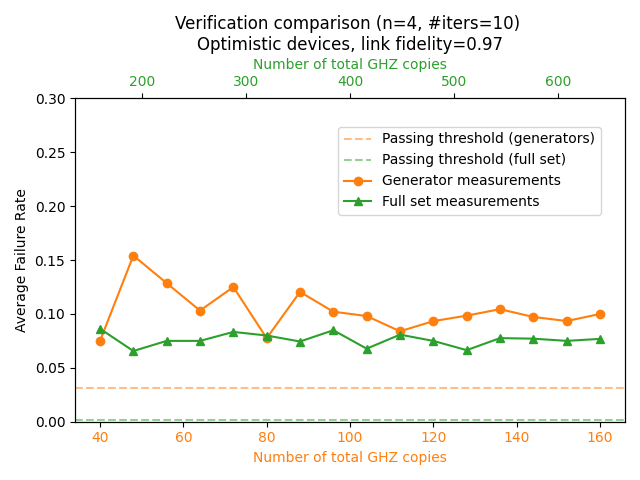 Verification comparison (n=4, #iters=10)
Optimistic devices, link fidelity=0.97
Number of total GHZ copies
200 300 400 500 600
0.30
0.25
0.20
0.15
0.10
0.05
0.00
Average Failure Rate
Passing threshold (generators)
Passing threshold (full set)
Generator measurements
Full set measurements
40 60 80 100 120 140 160
Number of total GHZ copies